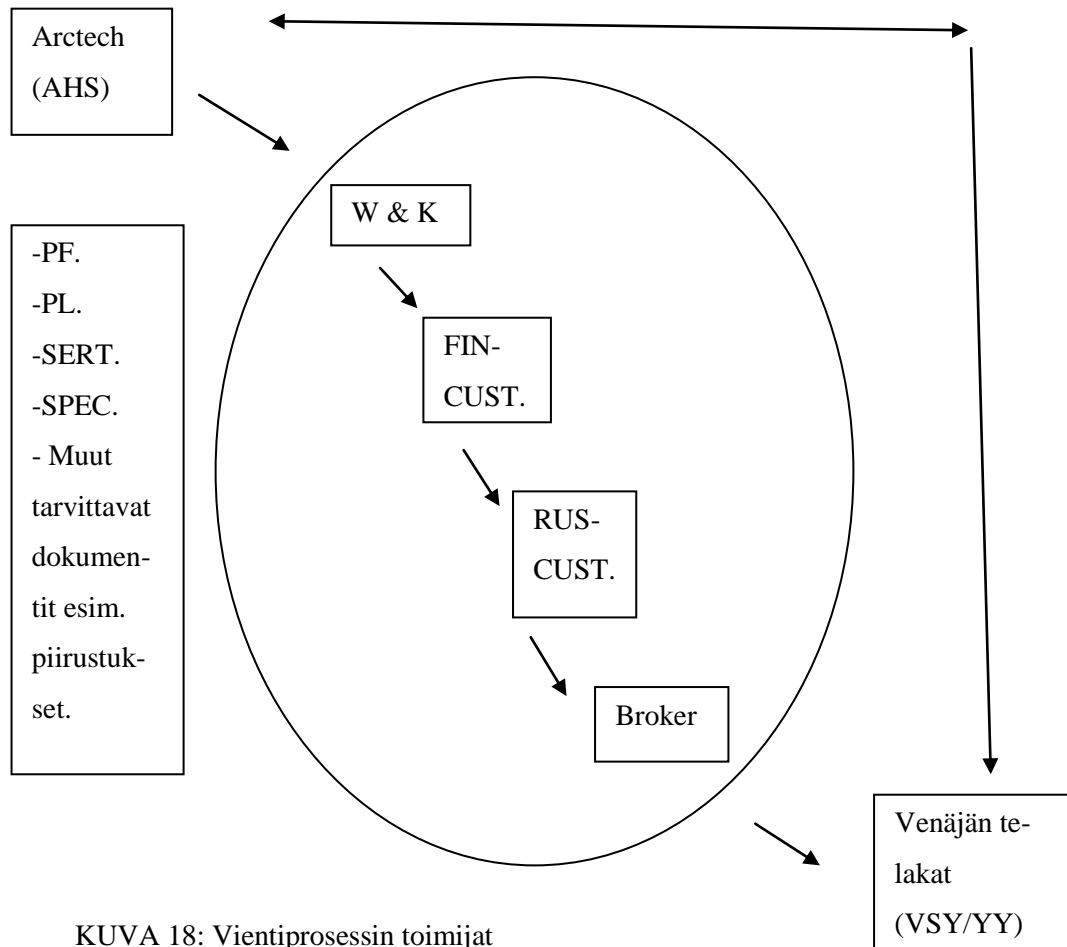 Arctech
(AHS)
W & K
-PF.
-PL.
-SERT.
-SPEC.
- Muut
tarvittavat
dokumen-
tit esim.
piirustuk-
set.
FIN-
CUST.
RUS-
CUST.
Broker
Venäjän te-
lakat
(VSY/YY)
KUVA 18: Vientiprosessin toimijat